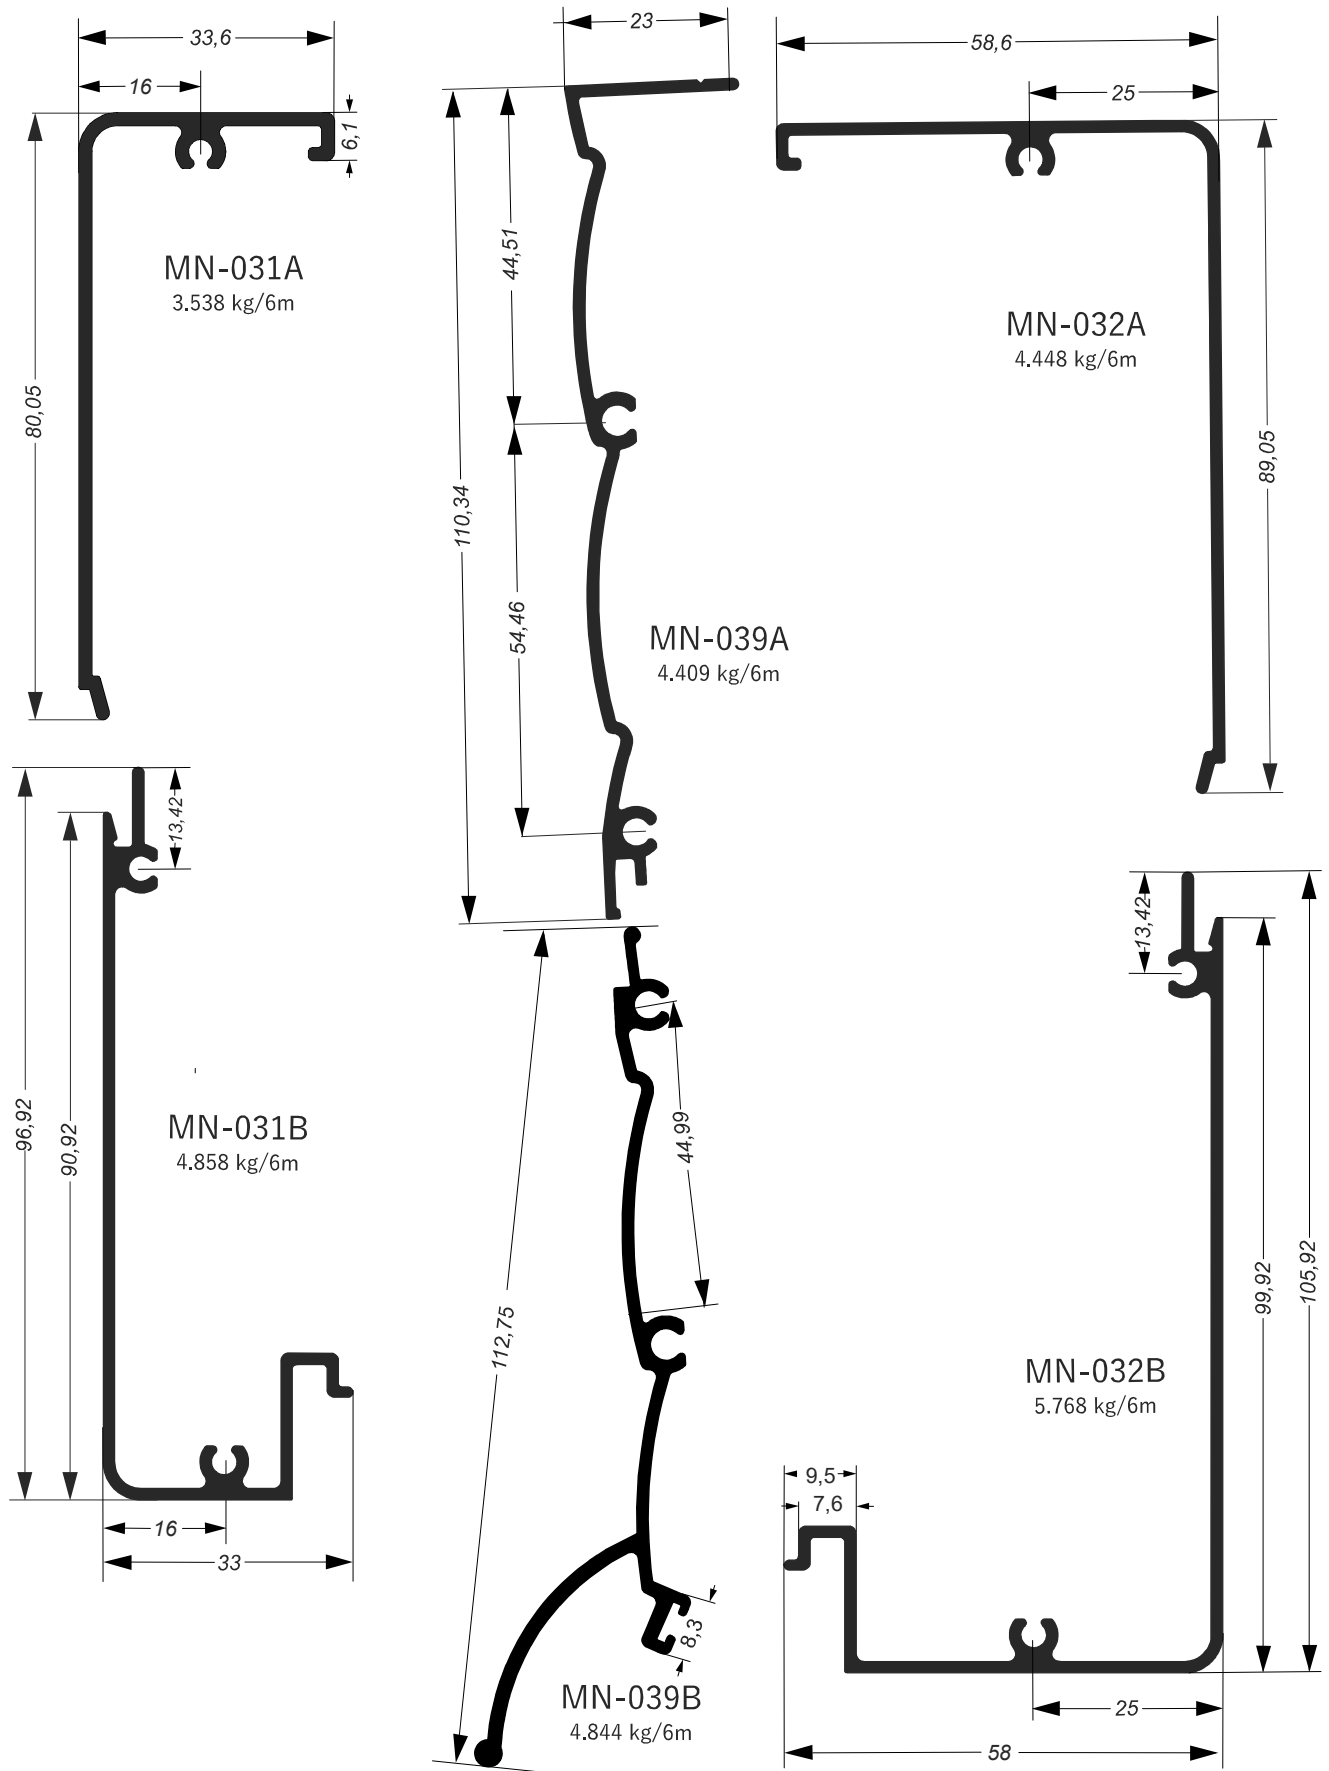 33,6
16
6,1
80,05
MN-031A
3.538 kg/6m
23
44,51
110,34
54,46
MN-039A
4.409 kg/6m
58,6
25
MN-032A
4.448 kg/6m
89,05
13,42
96,92
90,92
MN-031B
4.858 kg/6m
16
33
44,99
112,75
8,3
MN-039B
4.844 kg/6m
13,42
99,92
105,92
MN-032B
5.768 kg/6m
9,5
7,6
25
58